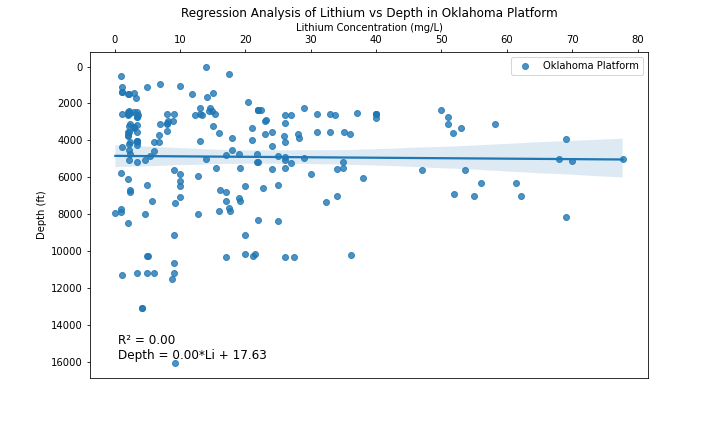 Regression Analysis of Lithium vs Depth in Oklahoma Platform
Lithium Concentration (mg/L)
0 10 20 30 40 50 60 70 80
Oklahoma Platform
0
2000
4000
6000
8000
10000
12000
14000
16000
Depth (ft)
R² = 0.00
Depth = 0.00*Li + 17.63